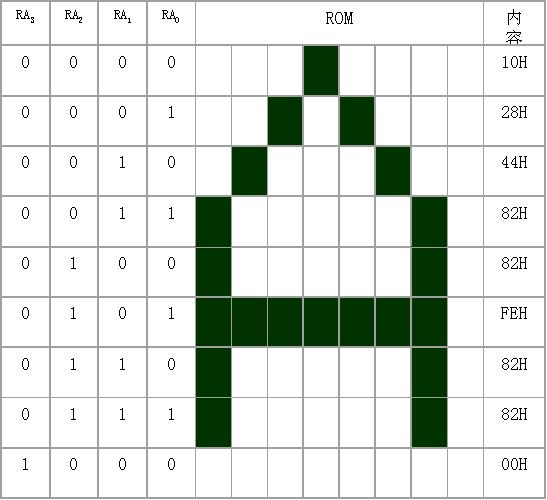 RA3 RA2 RA1 RA0 ROM 内容
0 0 0 0 10H
0 0 0 1 28H
0 0 1 0 44H
0 0 1 1 82H
0 1 0 0 82H
0 1 0 1 FEH
0 1 1 0 82H
0 1 1 1 82H
1 0 0 0 00H